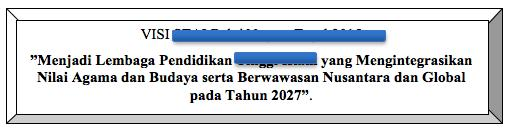 VISI
”Menjadi Lembaga Pendidikan yang Mengintegrasikan
Nilai Agama dan Budaya serta Berwawasan Nusantara dan Global
pada Tahun 2027”.